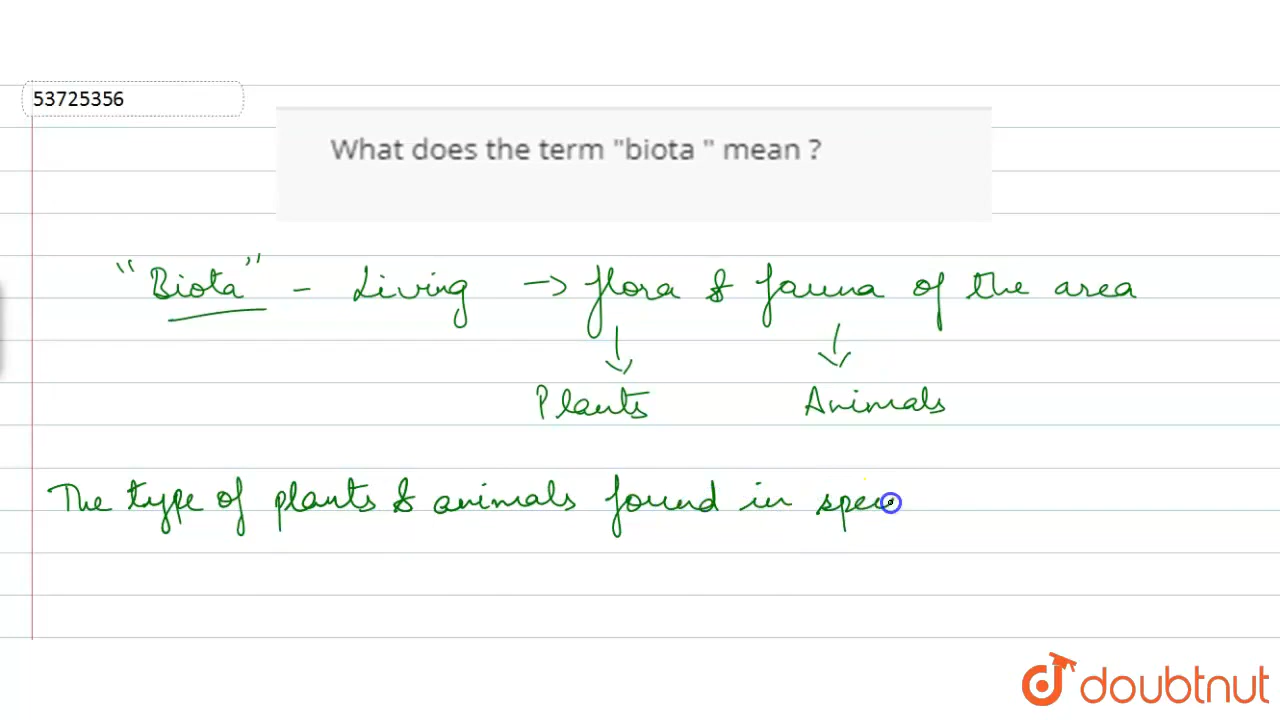 53725356
What does the term "biota " mean ?
"Biota" - Living → flora & fauna of the area
↓ ↓
Plants Animals
The type of plants & animals found in spec
doubtnut